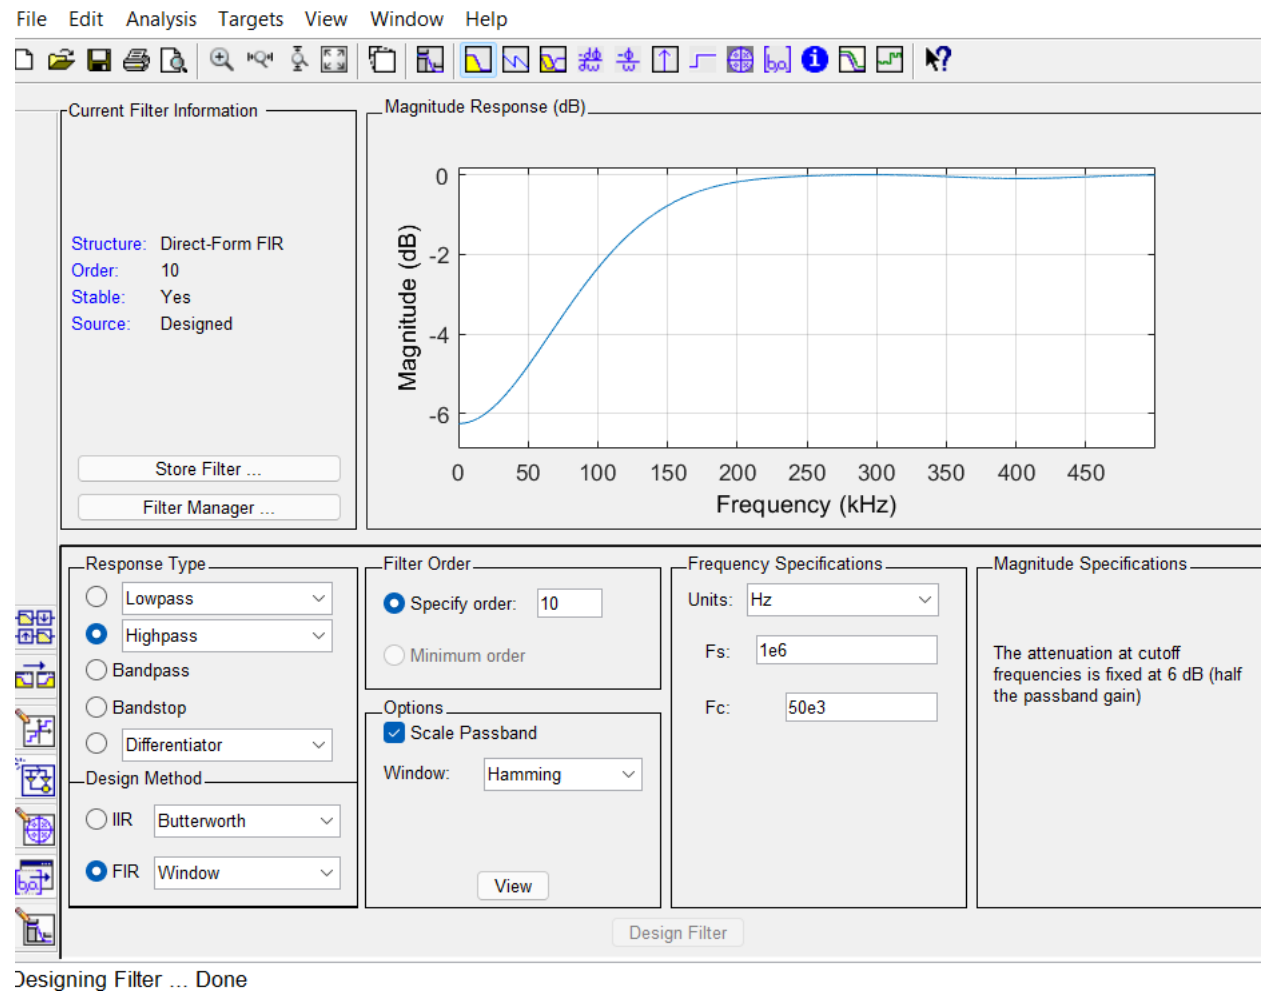 File Edit Analysis Targets View Window Help
Current Filter Information
Structure: Direct-Form FIR
Order: 10
Stable: Yes
Source: Designed
Store Filter ...
Filter Manager ...
Magnitude Response (dB)
0
-2
-4
-6
Magnitude (dB)
0 50 100 150 200 250 300 350 400 450
Frequency (kHz)
Response Type
Lowpass
Highpass
Bandpass
Bandstop
Differentiator
Design Method
IIR Butterworth
FIR Window
Filter Order
Specify order: 10
Minimum order
Options
Scale Passband
Window: Hamming
View
Frequency Specifications
Units: Hz
Fs: 1e6
Fc: 50e3
Magnitude Specifications
The attenuation at cutoff
frequencies is fixed at 6 dB (half
the passband gain)
Design Filter
Designing Filter ... Done